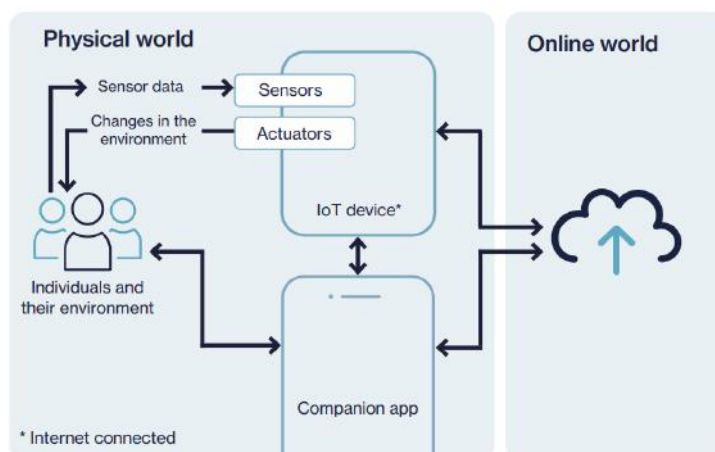 Physical world
Online world
Sensor data
Sensors
Changes in the
environment
Actuators
IoT device*
Individuals and
their environment
Companion app
* Internet connected